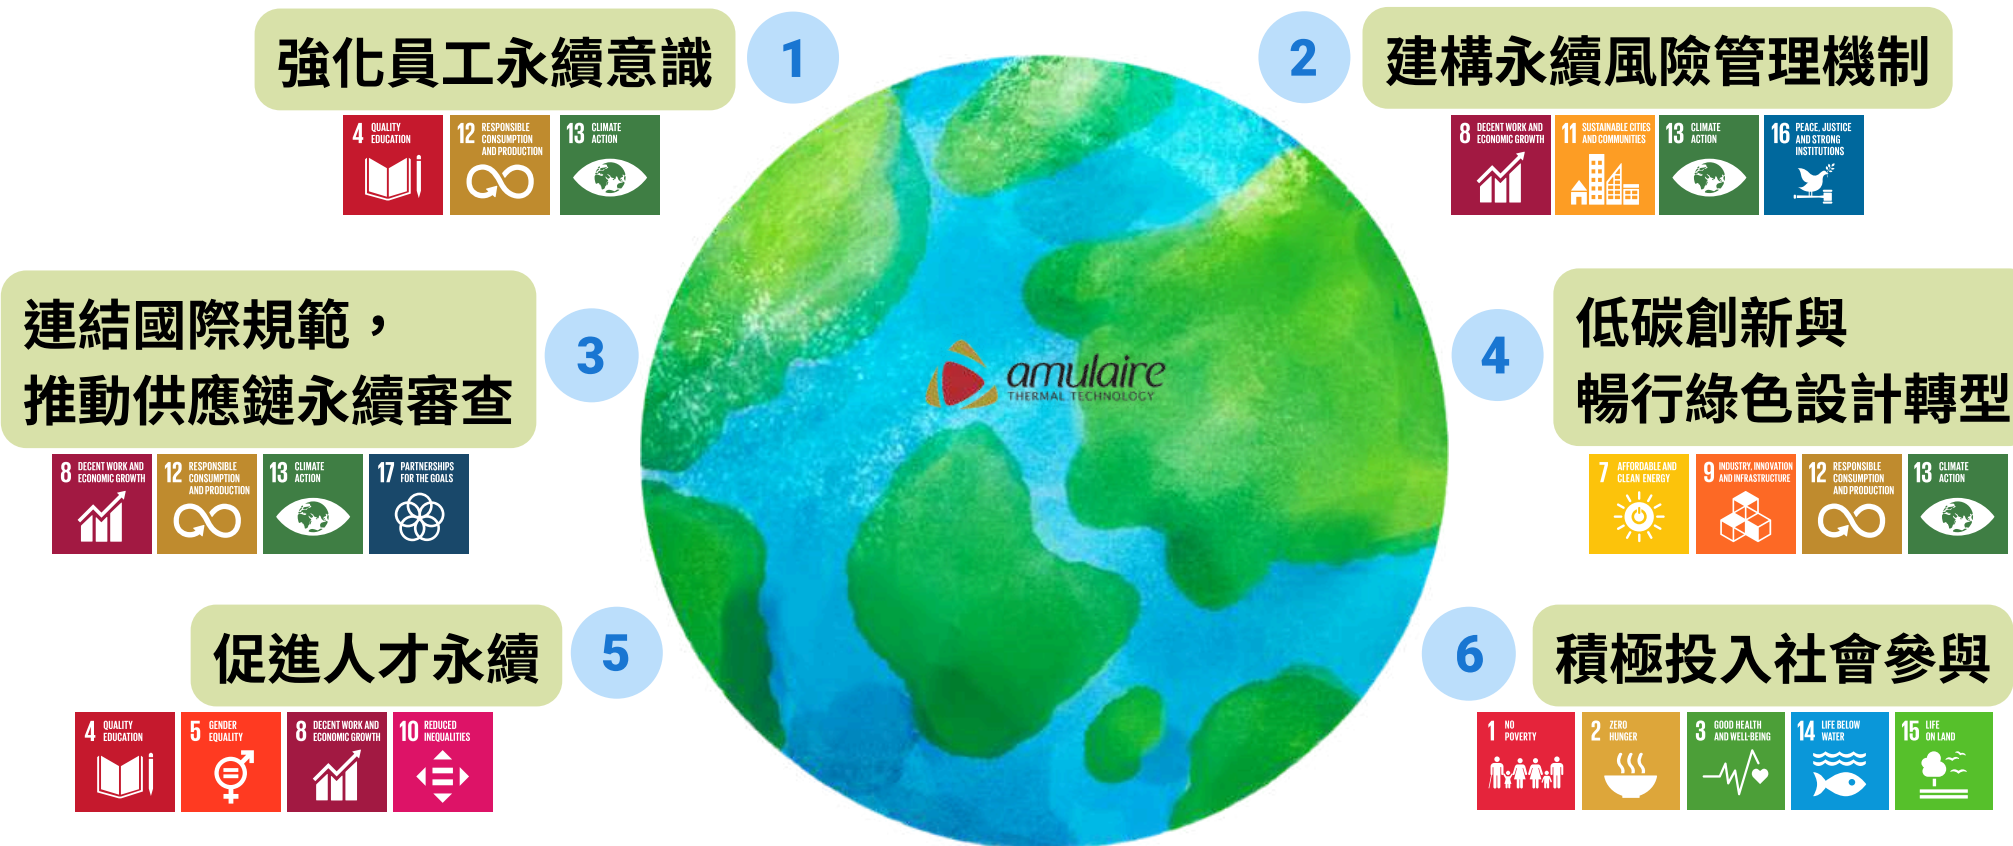 強化員工永續意識
1
4 QUALITY
EDUCATION
12 RESPONSIBLE
CONSUMPTION
AND PRODUCTION
13 CLIMATE
ACTION
2
建構永續風險管理機制
8 DECENT WORK AND
ECONOMIC GROWTH
11 SUSTAINABLE CITIES
AND COMMUNITIES
13 CLIMATE
ACTION
16 PEACE, JUSTICE
AND STRONG
INSTITUTIONS
連結國際規範，
推動供應鏈永續審查
3
8 DECENT WORK AND
ECONOMIC GROWTH
12 RESPONSIBLE
CONSUMPTION
AND PRODUCTION
13 CLIMATE
ACTION
17 PARTNERSHIPS
FOR THE GOALS
amulaire
THERMAL TECHNOLOGY
4
低碳創新與
暢行綠色設計轉型
7 AFFORDABLE AND
CLEAN ENERGY
9 INDUSTRY, INNOVATION
AND INFRASTRUCTURE
12 RESPONSIBLE
CONSUMPTION
AND PRODUCTION
13 CLIMATE
ACTION
促進人才永續
5
4 QUALITY
EDUCATION
5 GENDER
EQUALITY
8 DECENT WORK AND
ECONOMIC GROWTH
10 REDUCED
INEQUALITIES
6
積極投入社會參與
1 NO
POVERTY
2 ZERO
HUNGER
3 GOOD HEALTH
AND WELL-BEING
14 LIFE BELOW
WATER
15 LIFE
ON LAND